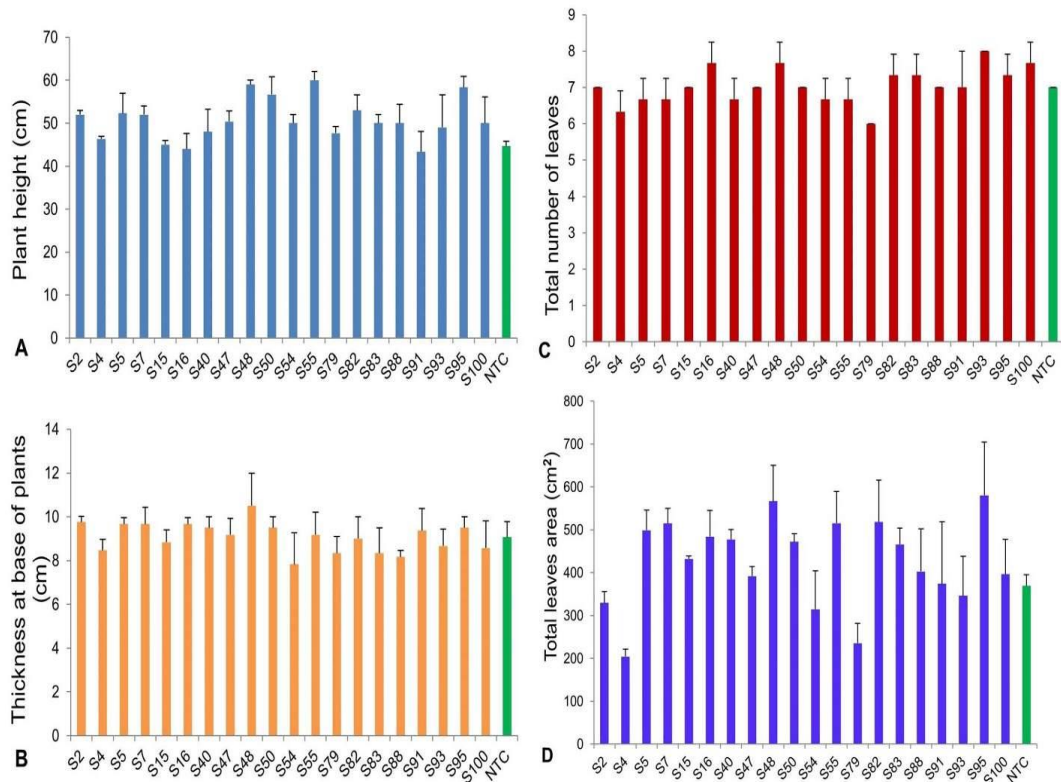 Plant height (cm)
70
60
50
40
30
20
10
0
A
S2 S4 S5 S7 S15 S16 S40 S47 S48 S50 S54 S55 S79 S82 S83 S88 S91 S93 S95 S100 NTC
Total number of leaves
9
8
7
6
5
4
3
2
1
0
C
S2 S4 S5 S7 S15 S16 S40 S47 S48 S50 S54 S55 S79 S82 S83 S88 S91 S93 S95 S100 NTC
Thickness at base of plants
(cm)
14
12
10
8
6
4
2
0
B
S2 S4 S5 S7 S15 S16 S40 S47 S48 S50 S54 S55 S79 S82 S83 S88 S91 S93 S95 S100 NTC
Total leaves area (cm²)
800
700
600
500
400
300
200
100
0
D
S2 S4 S5 S7 S15 S16 S40 S47 S48 S50 S54 S55 S79 S82 S83 S88 S91 S93 S95 S100 NTC